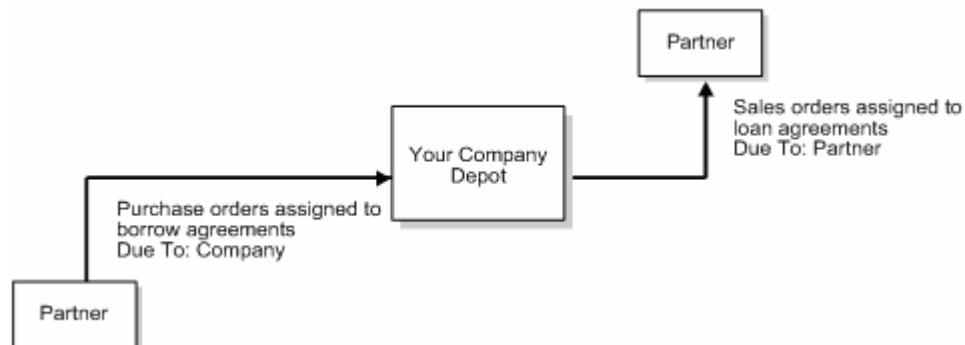 Partner
Sales orders assigned to
loan agreements
Due To: Partner
Your Company
Depot
Purchase orders assigned to
borrow agreements
Due To: Company
Partner